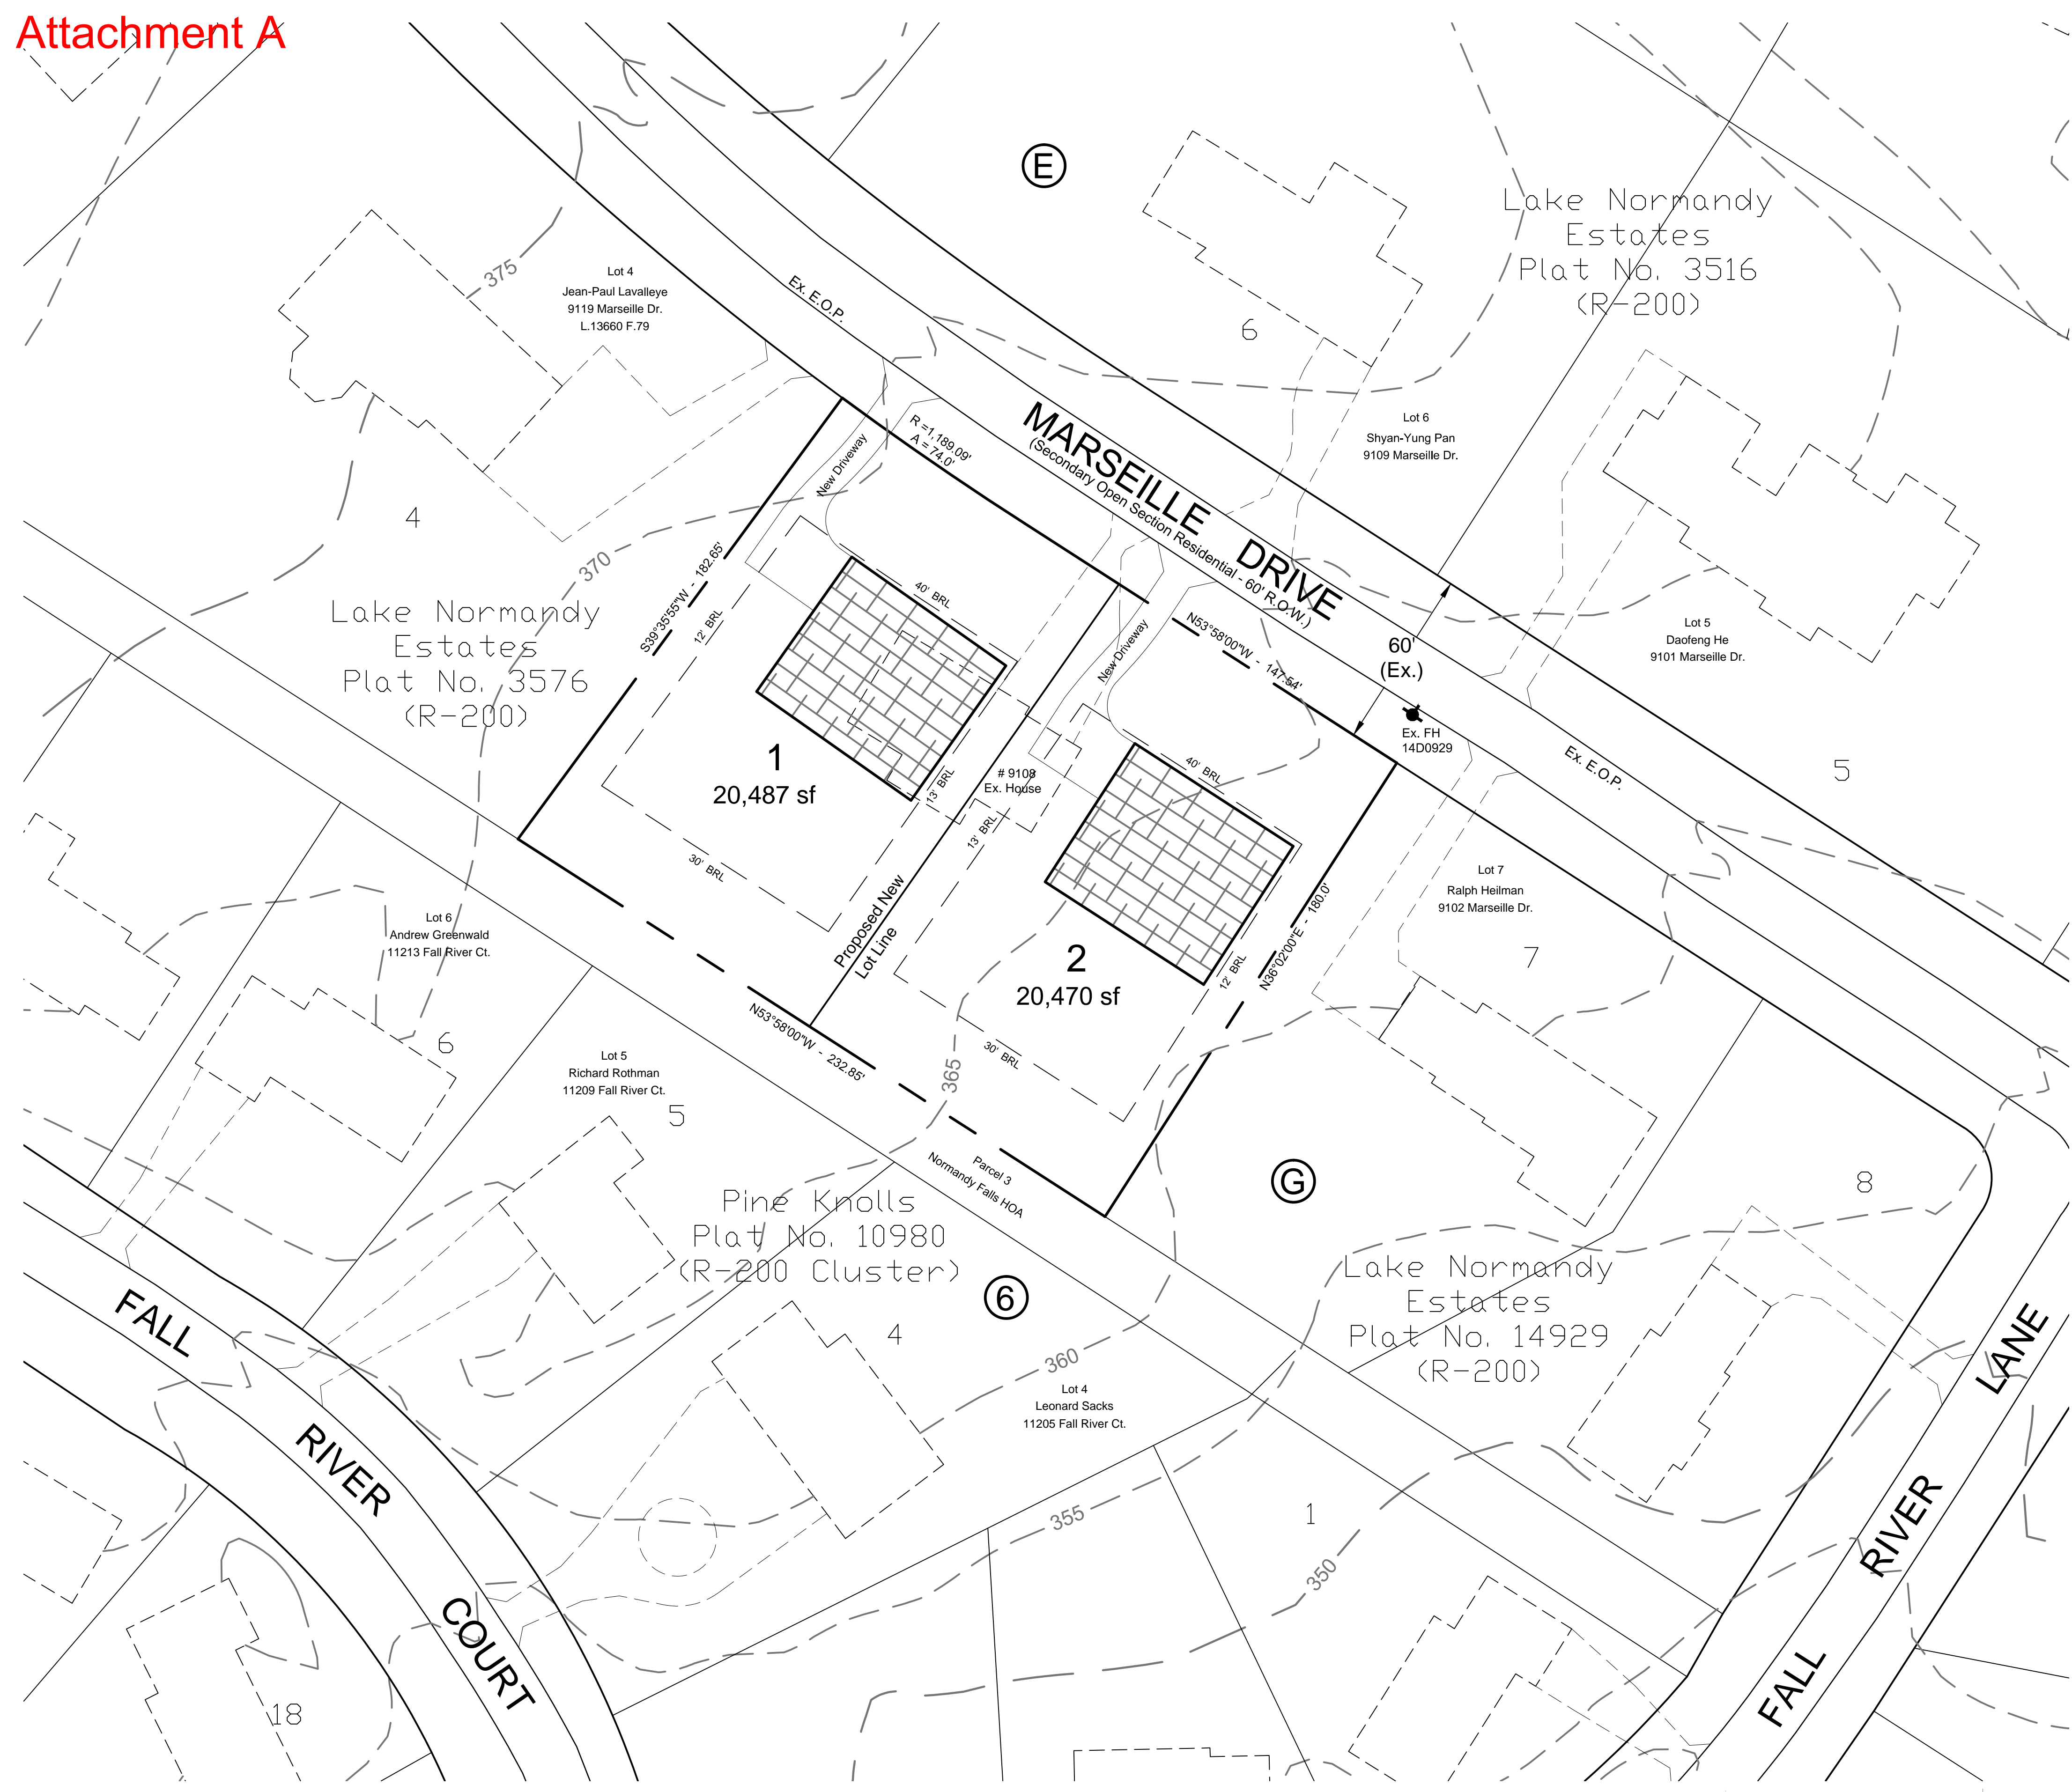 Attachment A
E
Lake Normandy
Estates
Plat No. 3516
(R-200)
375
Lot 4
Jean-Paul Lavalleye
9119 Marseille Dr.
L.13660 F.79
Ex. E.O.P.
6
Lot 6
Shyan-Yung Pan
9109 Marseille Dr.
R =1,189.09'
A = 74.0'
New Driveway
MARSEILLE DRIVE
(Secondary Open Section Residential - 60' R.O.W.)
4
370
S39°35'55"W - 182.65'
12' BRL
40' BRL
Lake Normandy
Estates
Plat No. 3576
(R-200)
New Driveway
N53°58'00"W - 147.54'
60'
(Ex.)
Lot 5
Daofeng He
9101 Marseille Dr.
Ex. FH
14D0929
Ex. E.O.P.
5
1
20,487 sf
13' BRL
# 9108
Ex. House
13' BRL
40' BRL
30' BRL
Proposed New
Lot Line
2
20,470 sf
12' BRL
N36°02'00"E - 180.0'
30' BRL
Lot 7
Ralph Heilman
9102 Marseille Dr.
7
Lot 6
Andrew Greenwald
11213 Fall River Ct.
6
N53°58'00"W - 232.85'
365
Lot 5
Richard Rothman
11209 Fall River Ct.
5
Parcel 3
Normandy Falls HOA
G
8
Pine Knolls
Plat No. 10980
(R-200 Cluster)
6
Lake Normandy
Estates
Plat No. 14929
(R-200)
4
360
Lot 4
Leonard Sacks
11205 Fall River Ct.
355
1
350
FALL RIVER COURT
18
FALL RIVER LANE